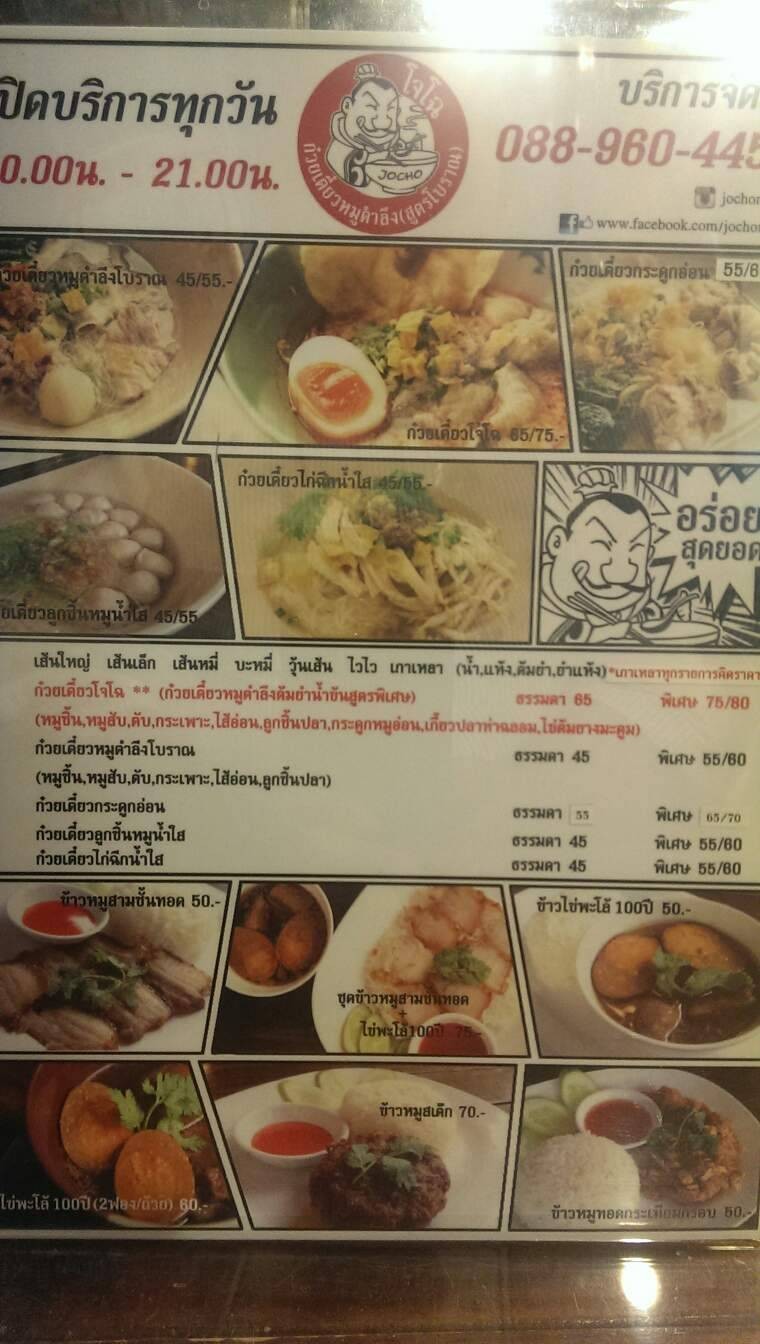 ปิดบริการทุกวัน
0.00น. - 21.00น.
โจโฉ
JOCHO
ก๋วยเตี๋ยวหมูตำลึง(สูตรโบราณ)
บริการจัด
088-960-445
jochon
www.facebook.com/jochon
วยเตี๋ยวหมูตำลึงโบราณ 45/55.-
ก๋วยเตี๋ยวโจโฉ 65/75.-
ก๋วยเตี๋ยวกระดูกอ่อน 55/6
ยเตี๋ยวลูกชิ้นหมูน้ำใส 45/55
ก๋วยเตี๋ยวไก่ฉีกน้ำใส 45/55.-
อร่อย
สุดยอด
เส้นใหญ่ เส้นเล็ก เส้นหมี่ บะหมี่ วุ้นเส้น ไวไว เกาเหลา (น้ำ,แห้ง,ต้มยำ,ยำแห้ง)*เกาเหลาทุกรายการคิดราคา
ก๋วยเตี๋ยวโจโฉ ** (ก๋วยเตี๋ยวหมูตำลึงต้มยำน้ำข้นสูตรพิเศษ) ธรรมดา 65 พิเศษ 75/80
(หมูชิ้น,หมูสับ,ตับ,กระเพาะ,ไส้อ่อน,ลูกชิ้นปลา,กระดูกหมูอ่อน,เกี้ยวปลาท่าฉลอม,ไข่ต้มยางมะตูม)
ก๋วยเตี๋ยวหมูตำลึงโบราณ ธรรมดา 45 พิเศษ 55/60
(หมูชิ้น,หมูสับ,ตับ,กระเพาะ,ไส้อ่อน,ลูกชิ้นปลา)
ก๋วยเตี๋ยวกระดูกอ่อน ธรรมดา 55 พิเศษ 65/70
ก๋วยเตี๋ยวลูกชิ้นหมูน้ำใส ธรรมดา 45 พิเศษ 55/60
ก๋วยเตี๋ยวไก่ฉีกน้ำใส ธรรมดา 45 พิเศษ 55/60
ข้าวหมูสามชั้นทอด 50.-
ชุดข้าวหมูสามชั้นทอด
+
ไข่พะโล้100ปี 75.-
ข้าวไข่พะโล้ 100ปี 50.-
ไข่พะโล้ 100ปี(2ฟอง/ถ้วย) 60.-
ข้าวหมูสเต็ก 70.-
ข้าวหมูทอดกระเทียมกรอบ 50.-